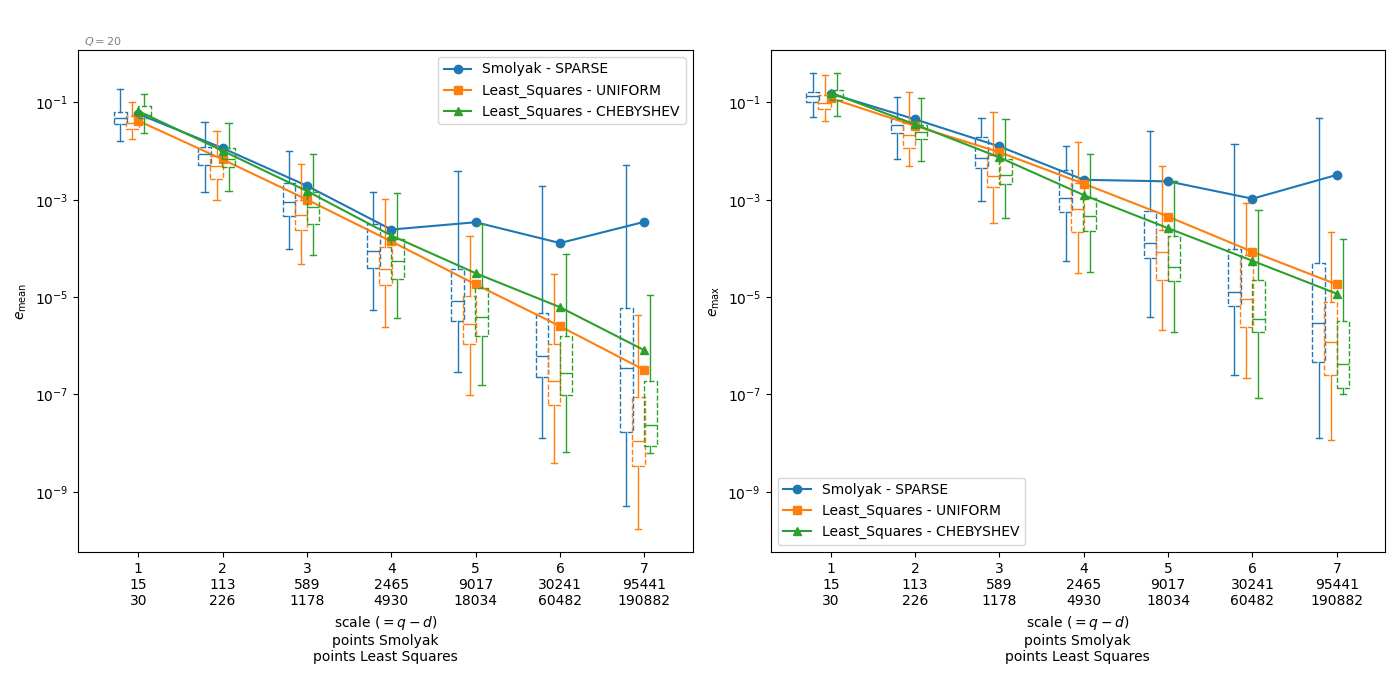 Q = 20
Smolyak - SPARSE
Least_Squares - UNIFORM
Least_Squares - CHEBYSHEV
10⁻¹
10⁻³
10⁻⁵
10⁻⁷
10⁻⁹
e_mean
1 2 3 4 5 6 7
15 113 589 2465 9017 30241 95441
30 226 1178 4930 18034 60482 190882
scale (= q − d)
points Smolyak
points Least Squares
10⁻¹
10⁻³
10⁻⁵
10⁻⁷
10⁻⁹
e_max
Smolyak - SPARSE
Least_Squares - UNIFORM
Least_Squares - CHEBYSHEV
1 2 3 4 5 6 7
15 113 589 2465 9017 30241 95441
30 226 1178 4930 18034 60482 190882
scale (= q − d)
points Smolyak
points Least Squares